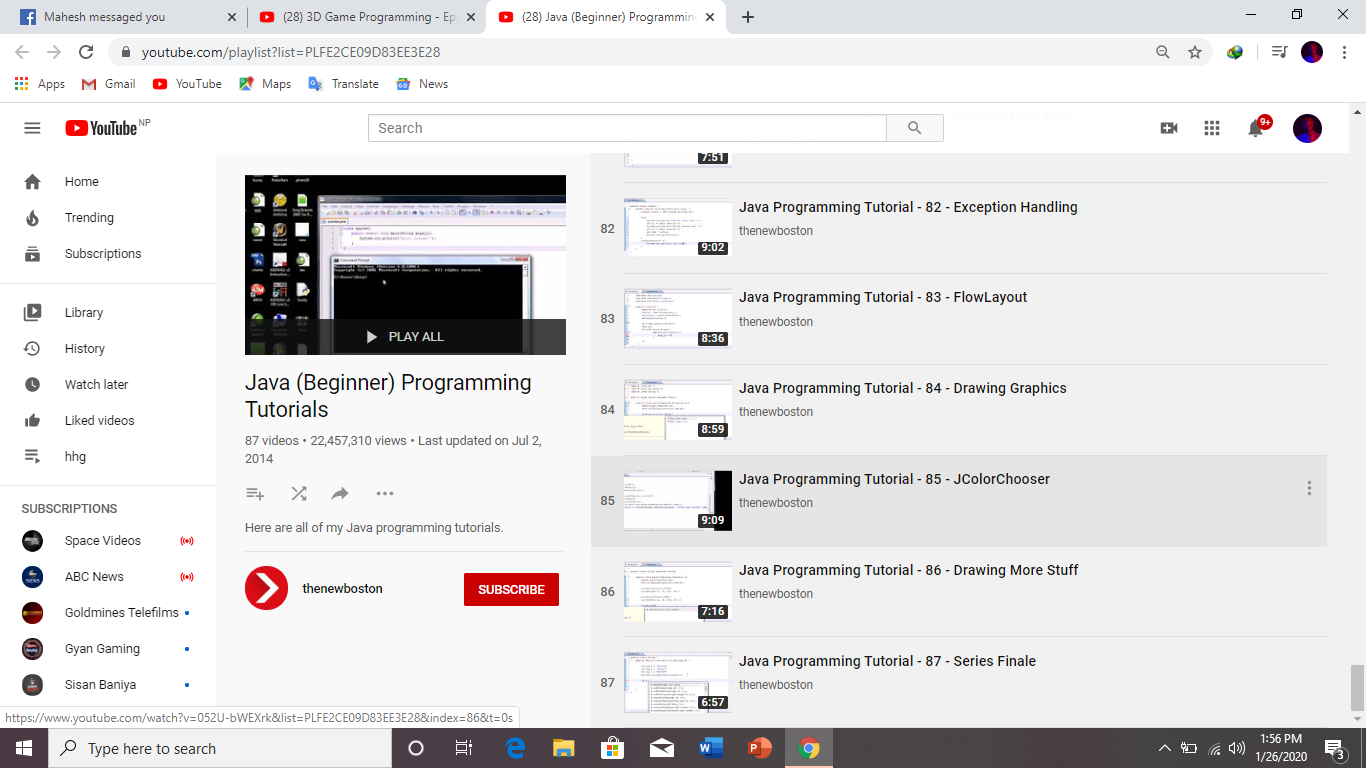 Mahesh messaged you
(28) 3D Game Programming - Ep
(28) Java (Beginner) Programmin
youtube.com/playlist?list=PLFE2CE09D83EE3E28
Apps
Gmail
YouTube
Maps
Translate
News
YouTube NP
Search
9+
Home
Trending
Subscriptions
Library
History
Watch later
Liked videos
hhg
SUBSCRIPTIONS
Space Videos
ABC News
Goldmines Telefilms
Gyan Gaming
Sisan Baniya
PLAY ALL
Java (Beginner) Programming
Tutorials
87 videos • 22,457,310 views • Last updated on Jul 2,
2014
Here are all of my Java programming tutorials.
thenewboston
SUBSCRIBE
7:51
82
9:02
Java Programming Tutorial - 82 - Exception Handling
thenewboston
83
8:36
Java Programming Tutorial - 83 - FlowLayout
thenewboston
84
8:59
Java Programming Tutorial - 84 - Drawing Graphics
thenewboston
85
9:09
Java Programming Tutorial - 85 - JColorChooser
thenewboston
86
7:16
Java Programming Tutorial - 86 - Drawing More Stuff
thenewboston
87
6:57
Java Programming Tutorial - 87 - Series Finale
thenewboston
https://www.youtube.com/watch?v=052U-bWEXrk&list=PLFE2CE09D83EE3E28&index=86&t=0s
Type here to search
1:56 PM
1/26/2020
3